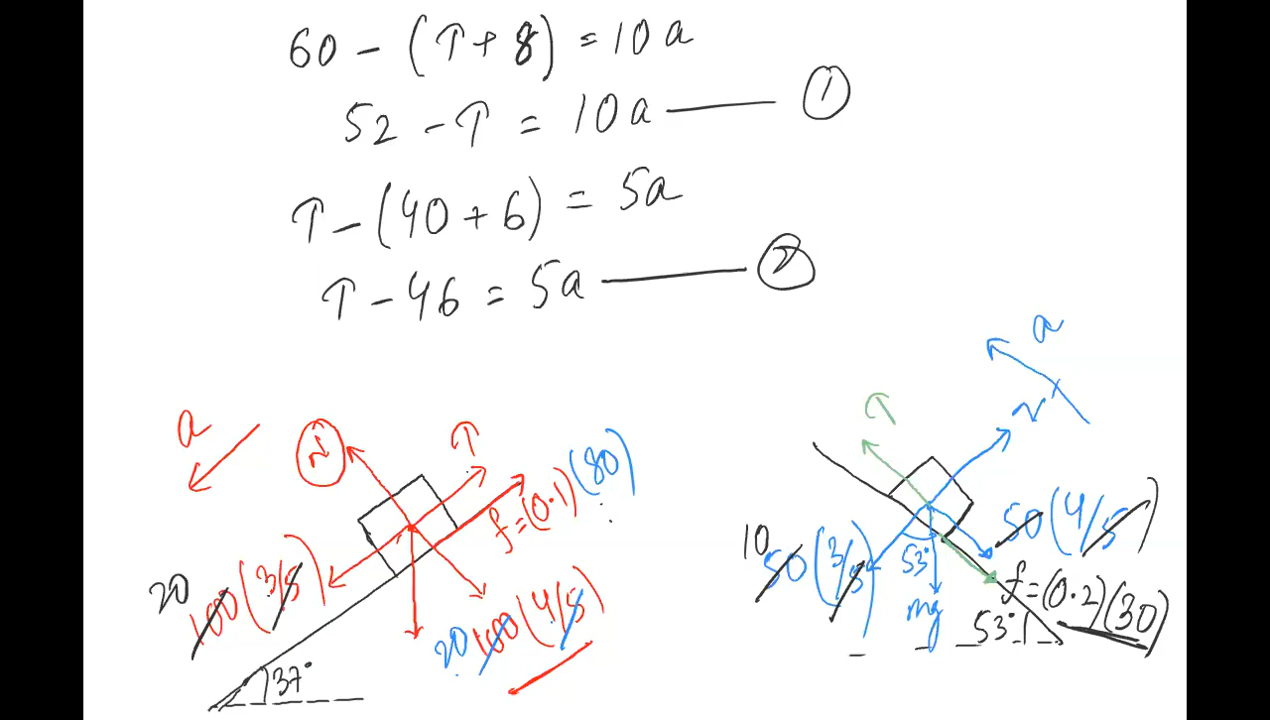 60 - (T + 8) = 10a
52 - T = 10a —— ①
T - (40 + 6) = 5a
T - 46 = 5a —— ②
a
N
T
f = (0.1)(80)
20
100(3/5)
20 100(4/5)
37°
a
T
N
50(4/5)
10
50(3/5)
53°
mg
f = (0.2)(30)
53°